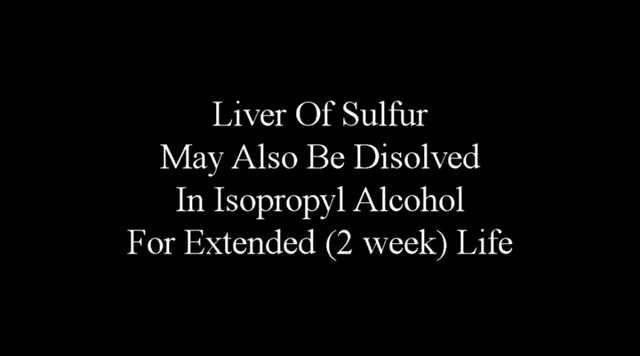 Liver Of Sulfur
May Also Be Disolved
In Isopropyl Alcohol
For Extended (2 week) Life